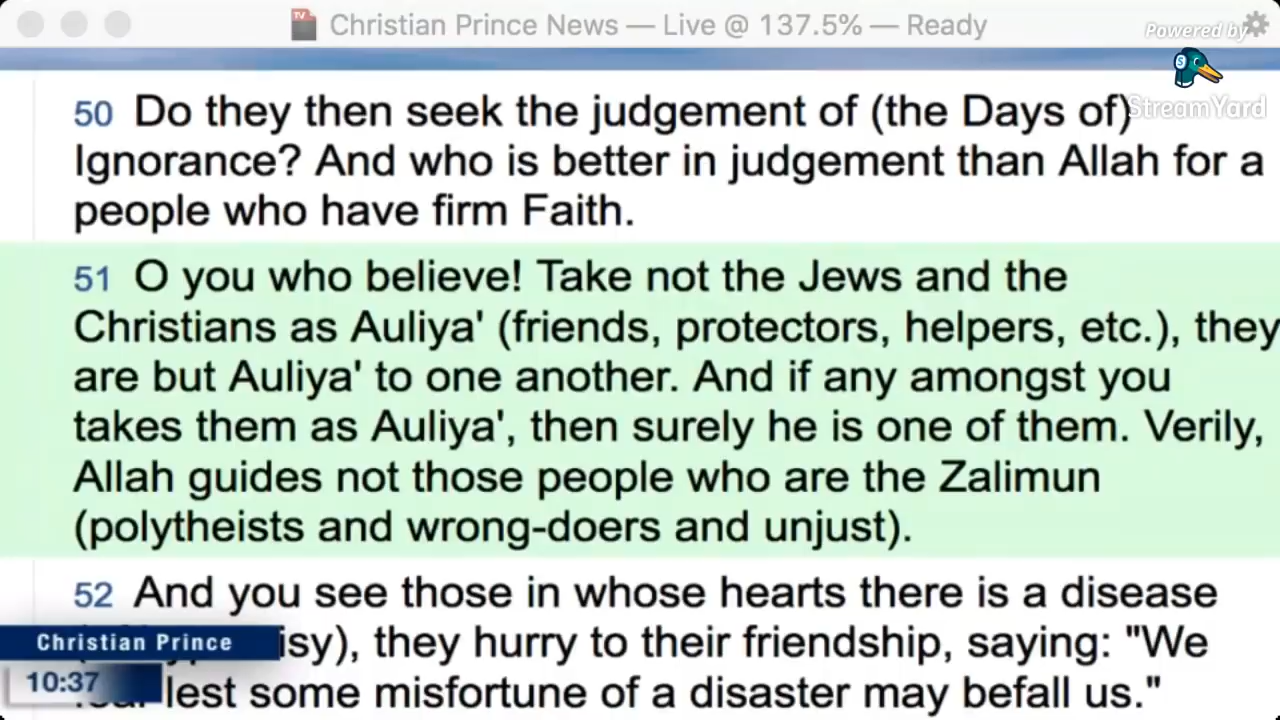 Christian Prince News — Live @ 137.5% — Ready
Powered by
StreamYard
50 Do they then seek the judgement of (the Days of)
Ignorance? And who is better in judgement than Allah for a
people who have firm Faith.
51 O you who believe! Take not the Jews and the
Christians as Auliya' (friends, protectors, helpers, etc.), they
are but Auliya' to one another. And if any amongst you
takes them as Auliya', then surely he is one of them. Verily,
Allah guides not those people who are the Zalimun
(polytheists and wrong-doers and unjust).
52 And you see those in whose hearts there is a disease
isy), they hurry to their friendship, saying: "We
lest some misfortune of a disaster may befall us."
Christian Prince
10:37